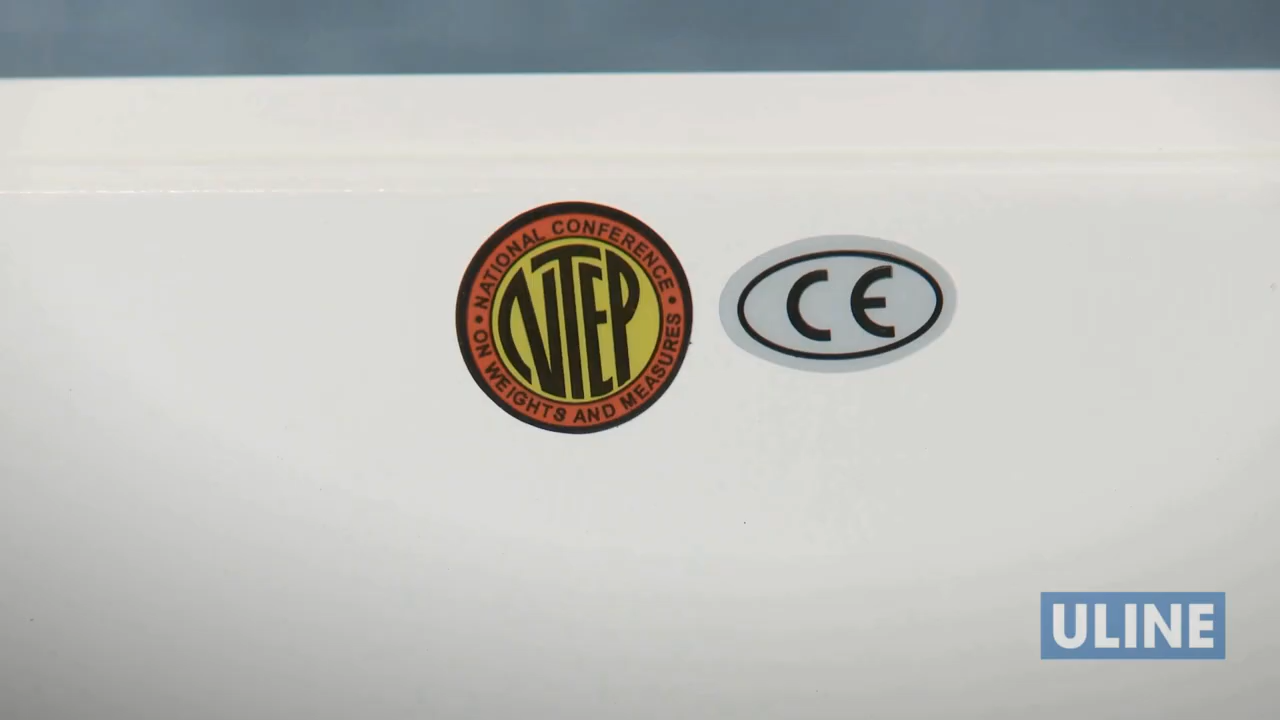 NATIONAL CONFERENCE
NTEP
ON WEIGHTS AND MEASURES
CE
ULINE